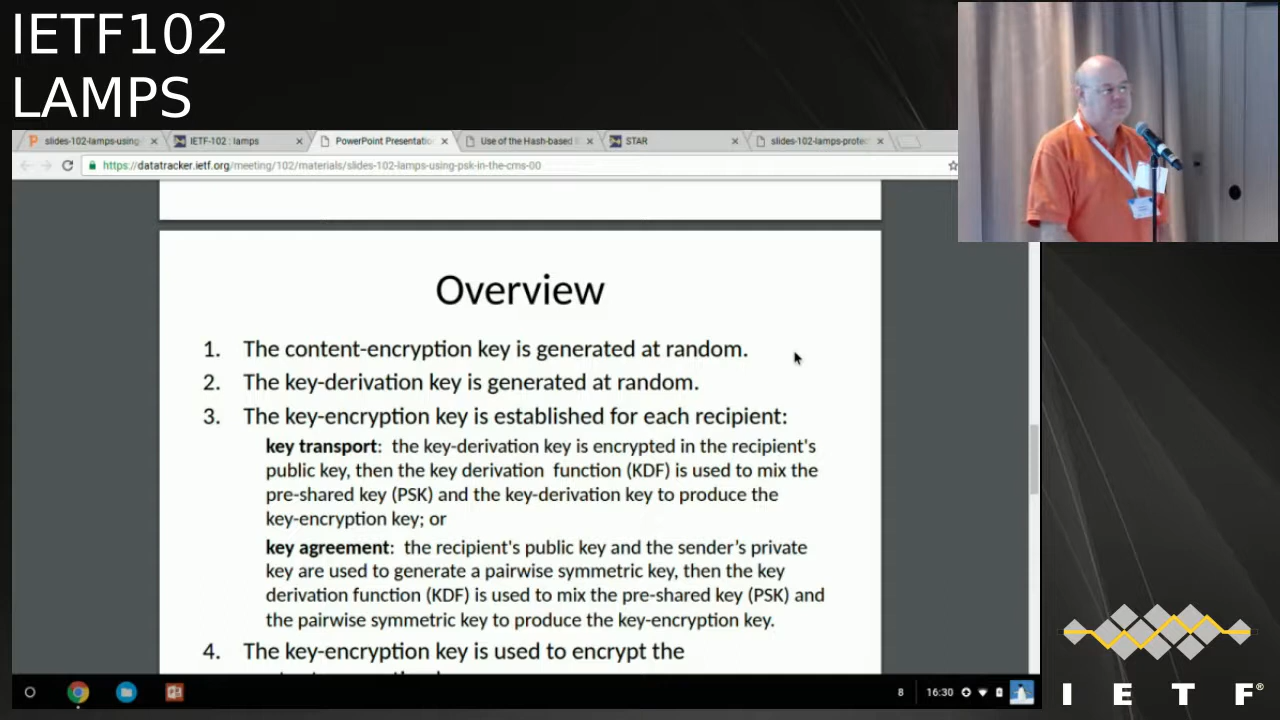 IETF102
LAMPS
slides-102-lamps-using-
IETF-102 : lamps
PowerPoint Presentatio
Use of the Hash-based
STAR
slides-102-lamps-protec
https://datatracker.ietf.org/meeting/102/materials/slides-102-lamps-using-psk-in-the-cms-00
Overview
1. The content-encryption key is generated at random.
2. The key-derivation key is generated at random.
3. The key-encryption key is established for each recipient:
key transport: the key-derivation key is encrypted in the recipient's
public key, then the key derivation function (KDF) is used to mix the
pre-shared key (PSK) and the key-derivation key to produce the
key-encryption key; or
key agreement: the recipient's public key and the sender's private
key are used to generate a pairwise symmetric key, then the key
derivation function (KDF) is used to mix the pre-shared key (PSK) and
the pairwise symmetric key to produce the key-encryption key.
4. The key-encryption key is used to encrypt the
8 16:30
I E T F®